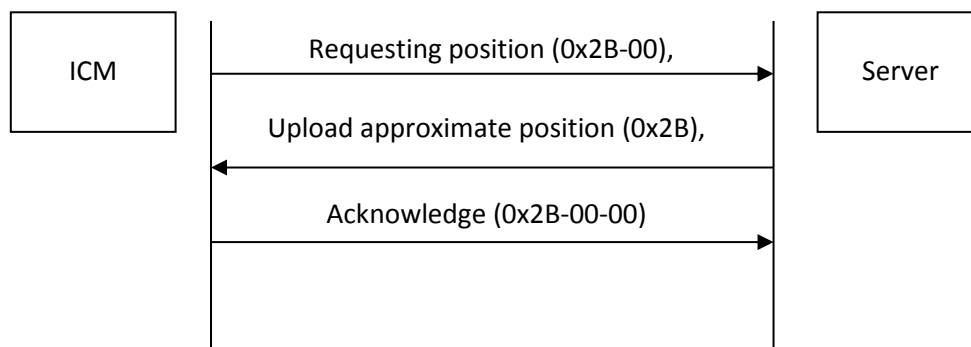 ICM
Requesting position (0x2B-00),
Server
Upload approximate position (0x2B),
Acknowledge (0x2B-00-00)